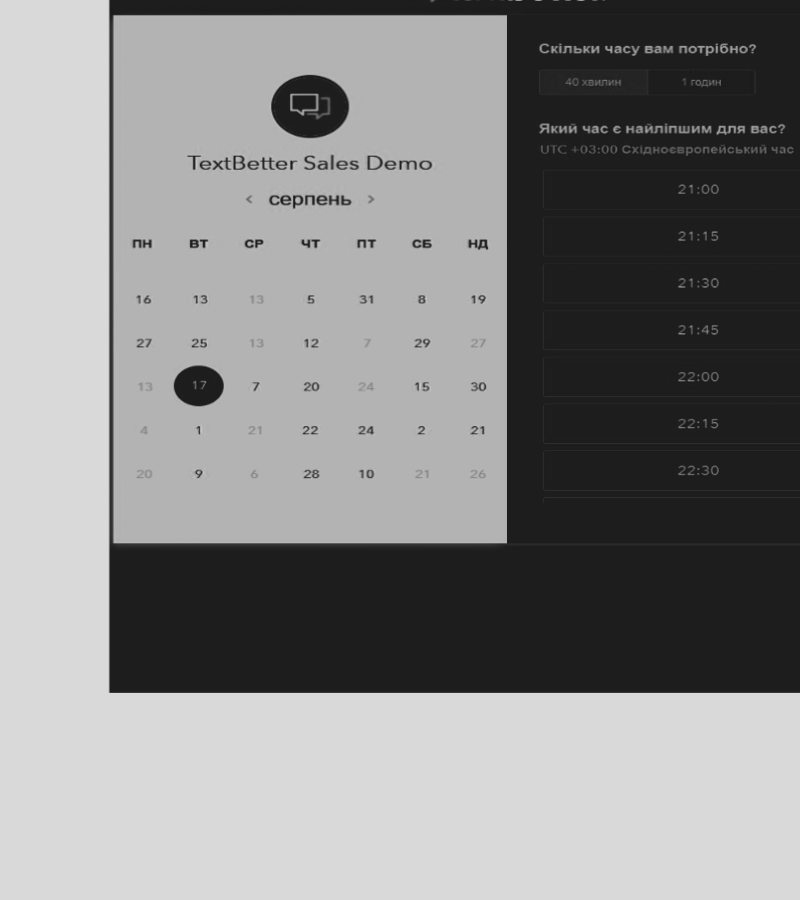 TextBetter Sales Demo
< серпень >
ПН ВТ СР ЧТ ПТ СБ НД
16 13 13 5 31 8 19
27 25 13 12 7 29 27
13 17 7 20 24 15 30
4 1 21 22 24 2 21
20 9 6 28 10 21 26
Скільки часу вам потрібно?
40 хвилин 1 годин
Який час є найліпшим для вас?
UTC +03:00 Східноєвропейський час
21:00
21:15
21:30
21:45
22:00
22:15
22:30